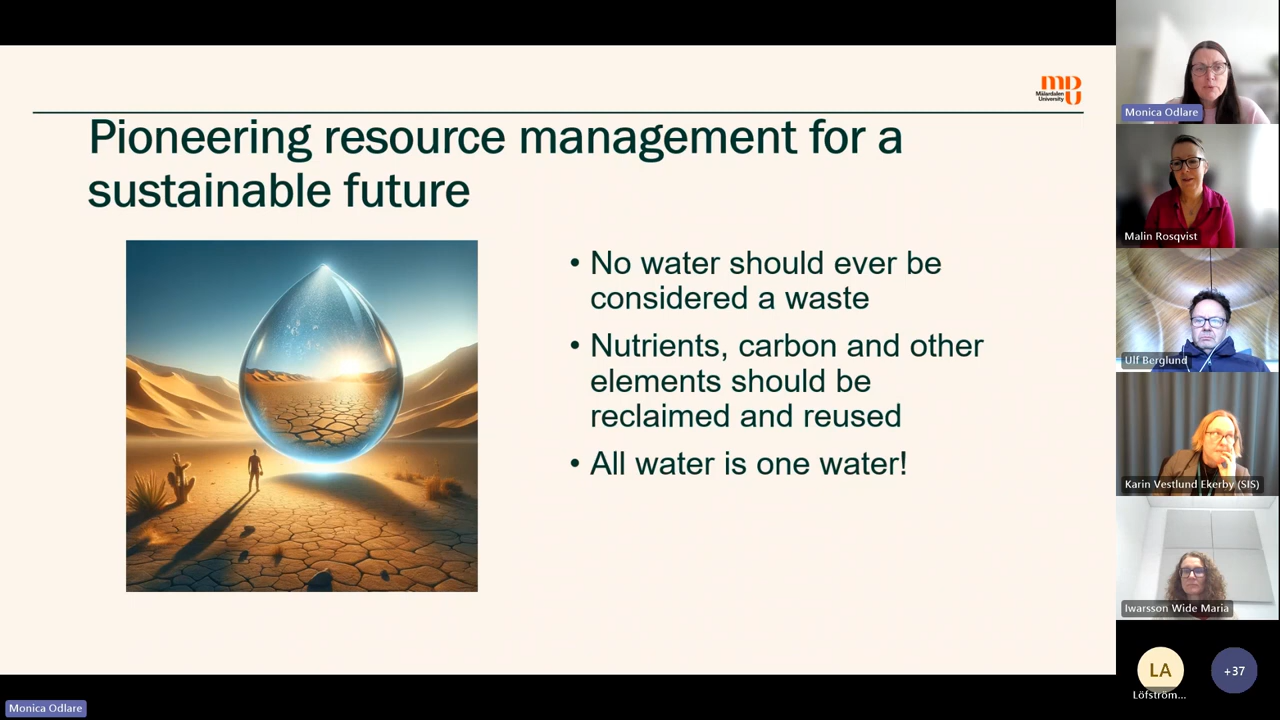 mDU
Mälardalen
University
Pioneering resource management for a
sustainable future
• No water should ever be
considered a waste
• Nutrients, carbon and other
elements should be
reclaimed and reused
• All water is one water!
Monica Odlare
Malin Rosqvist
Ulf Berglund
Karin Vestlund Ekerby (SIS)
Iwarsson Wide Maria
LA
Löfström...
+37
Monica Odlare